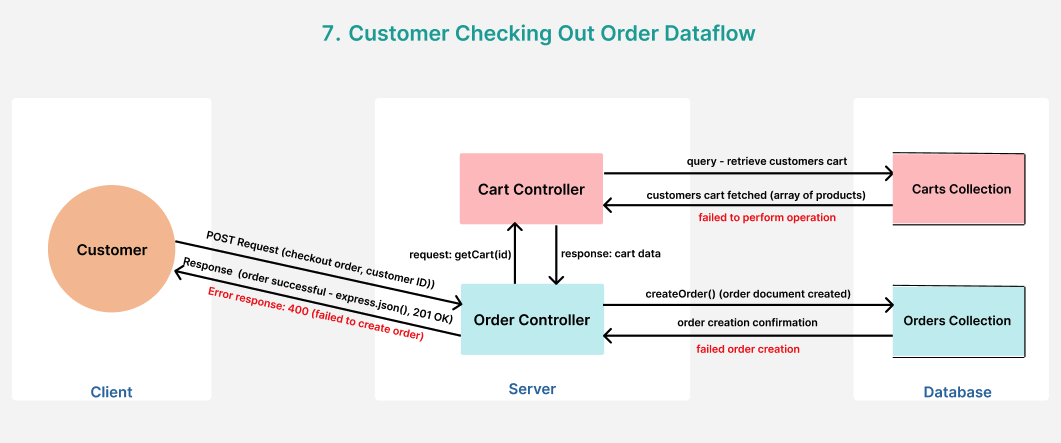 7. Customer Checking Out Order Dataflow
query - retrieve customers cart
Cart Controller
Carts Collection
customers cart fetched (array of products)
failed to perform operation
Customer
POST Request (checkout order, customer ID))
request: getCart(id)
response: cart data
Response (order successful - express.json(), 201 OK)
Error response: 400 (failed to create order)
createOrder() (order document created)
Order Controller
order creation confirmation
Orders Collection
failed order creation
Client
Server
Database